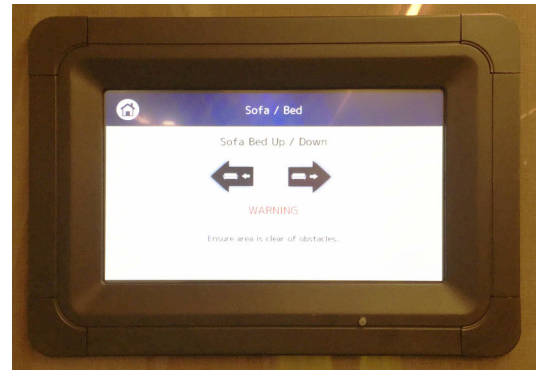 Sofa / Bed
Sofa Bed Up / Down
WARNING
Ensure area is clear of obstacles.